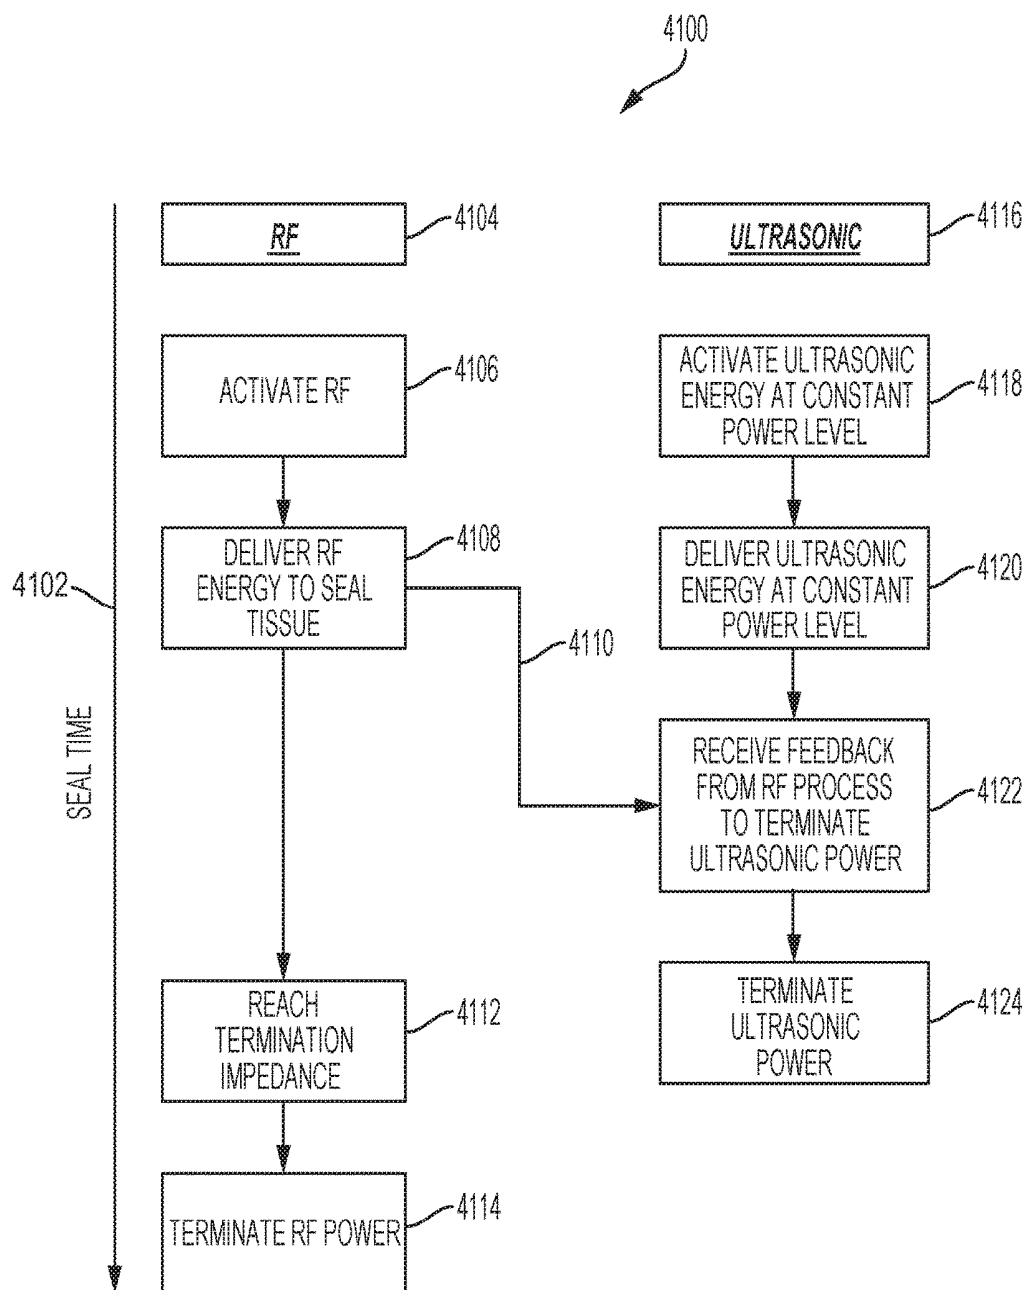 4100
RF
4104
ULTRASONIC
4116
ACTIVATE RF
4106
ACTIVATE ULTRASONIC
ENERGY AT CONSTANT
POWER LEVEL
4118
DELIVER RF
ENERGY TO SEAL
TISSUE
4108
DELIVER ULTRASONIC
ENERGY AT CONSTANT
POWER LEVEL
4120
4102
4110
SEAL TIME
RECEIVE FEEDBACK
FROM RF PROCESS
TO TERMINATE
ULTRASONIC POWER
4122
REACH
TERMINATION
IMPEDANCE
4112
TERMINATE
ULTRASONIC
POWER
4124
TERMINATE RF POWER
4114